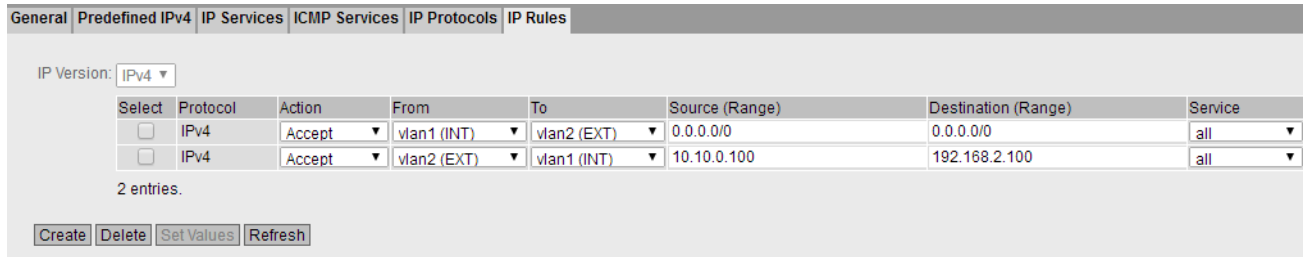 General Predefined IPv4 IP Services ICMP Services IP Protocols IP Rules
IP Version: IPv4
Select Protocol Action From To Source (Range) Destination (Range) Service
IPv4 Accept vlan1 (INT) vlan2 (EXT) 0.0.0.0/0 0.0.0.0/0 all
IPv4 Accept vlan2 (EXT) vlan1 (INT) 10.10.0.100 192.168.2.100 all
2 entries.
Create Delete Set Values Refresh